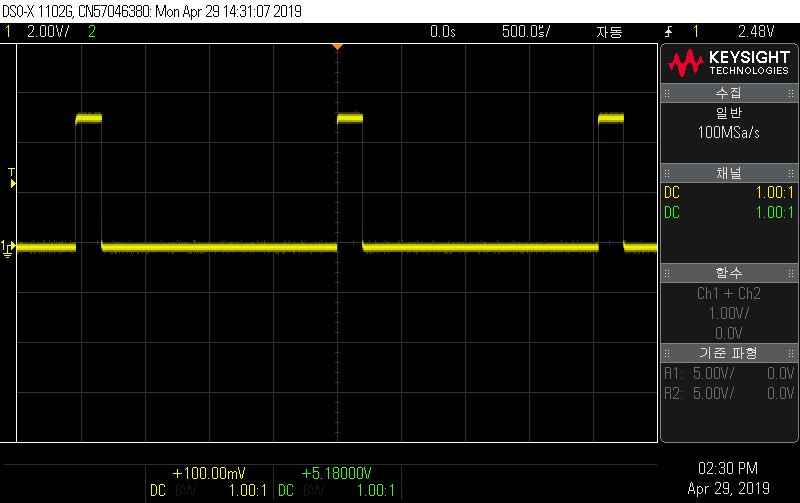 DSO-X 1102G, CN57046380: Mon Apr 29 14:31:07 2019
1 2.00V/ 2 0.0s 500.0㎲/ 자동 1 2.48V
KEYSIGHT
TECHNOLOGIES
수집
일반
100MSa/s
T
채널
DC 1.00:1
DC 1.00:1
1
함수
Ch1 + Ch2
1.00V/
0.0V
기준 파형
R1: 5.00V/ 0.0V
R2: 5.00V/ 0.0V
+100.00mV +5.18000V
DC BW 1.00:1 DC BW 1.00:1
02:30 PM
Apr 29, 2019